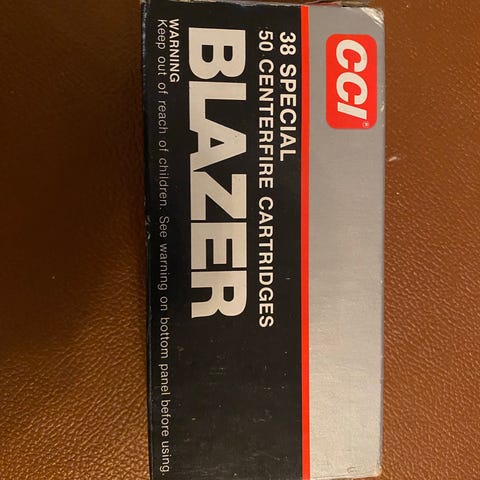 CCI®
38 SPECIAL
50 CENTERFIRE CARTRIDGES
BLAZER
WARNING
Keep out of reach of children. See warning on bottom panel before using.